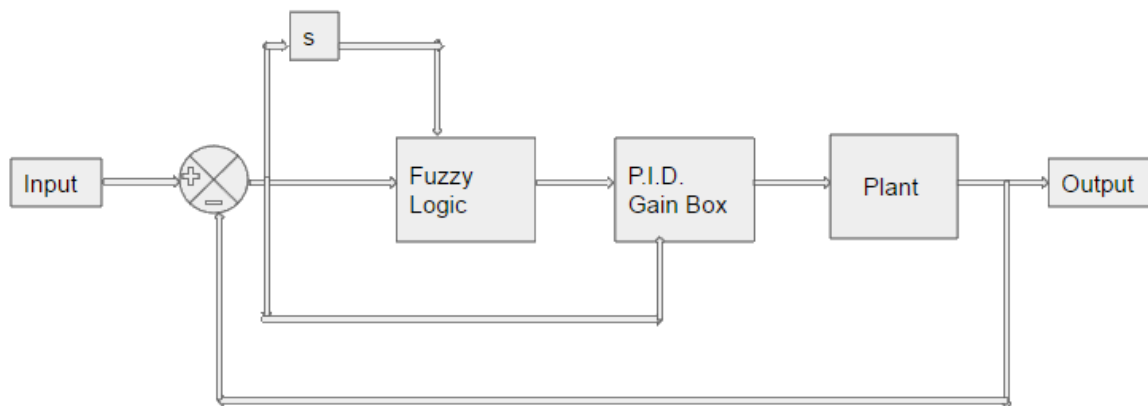 s
Input
+
−
Fuzzy
Logic
P.I.D.
Gain Box
Plant
Output